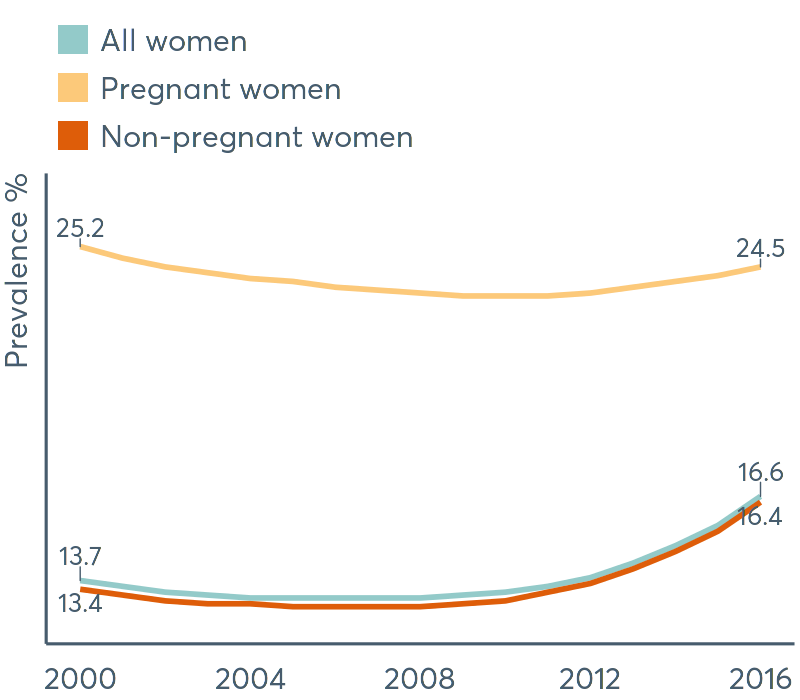 All women
Pregnant women
Non-pregnant women
Prevalence %
25.2
24.5
16.6
16.4
13.7
13.4
2000 2004 2008 2012 2016